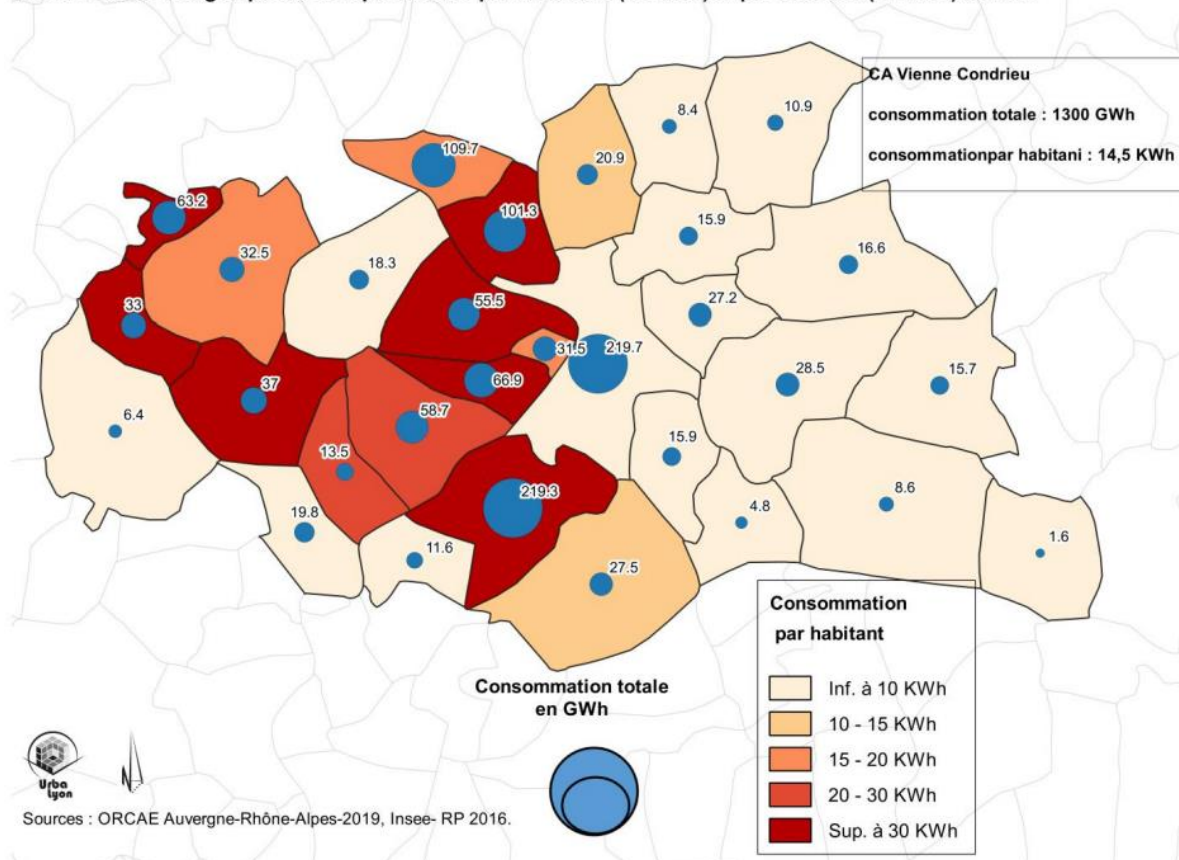 CA Vienne Condrieu
consommation totale : 1300 GWh
consommationpar habitani : 14,5 KWh
8.4
10.9
109.7
20.9
63.2
101.3
15.9
32.5
18.3
16.6
33
55.5
27.2
31.5
219.7
66.9
28.5
15.7
37
6.4
58.7
13.5
15.9
219.3
4.8
8.6
19.8
11.6
27.5
1.6
Consommation totale
en GWh
Consommation
par habitant
Inf. à 10 KWh
10 - 15 KWh
15 - 20 KWh
20 - 30 KWh
Sup. à 30 KWh
Urba
Lyon
N
Sources : ORCAE Auvergne-Rhône-Alpes-2019, Insee- RP 2016.